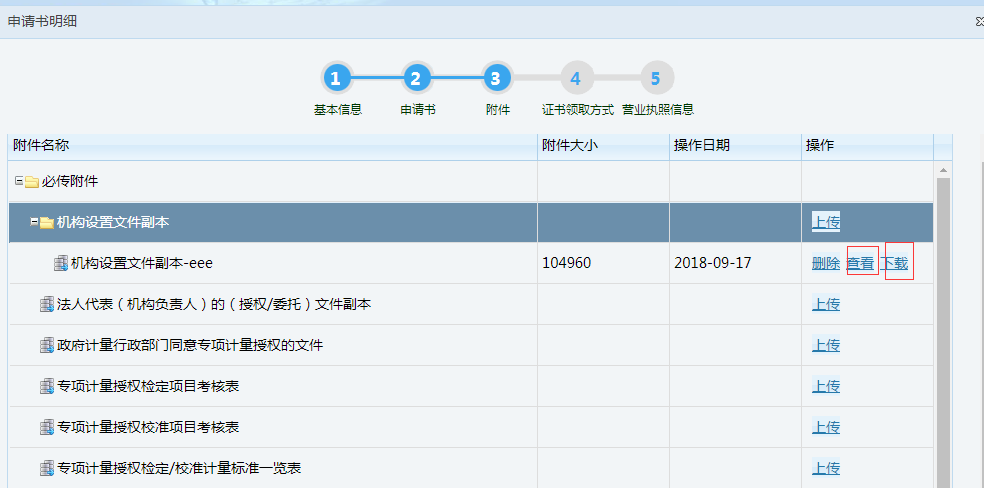 申请书明细
1 2 3 4 5
基本信息 申请书 附件 证书领取方式 营业执照信息
附件名称 附件大小 操作日期 操作
必传附件
机构设置文件副本 上传
机构设置文件副本-eee 104960 2018-09-17 删除 查看 下载
法人代表（机构负责人）的（授权/委托）文件副本 上传
政府计量行政部门同意专项计量授权的文件 上传
专项计量授权检定项目考核表 上传
专项计量授权校准项目考核表 上传
专项计量授权检定/校准计量标准一览表 上传